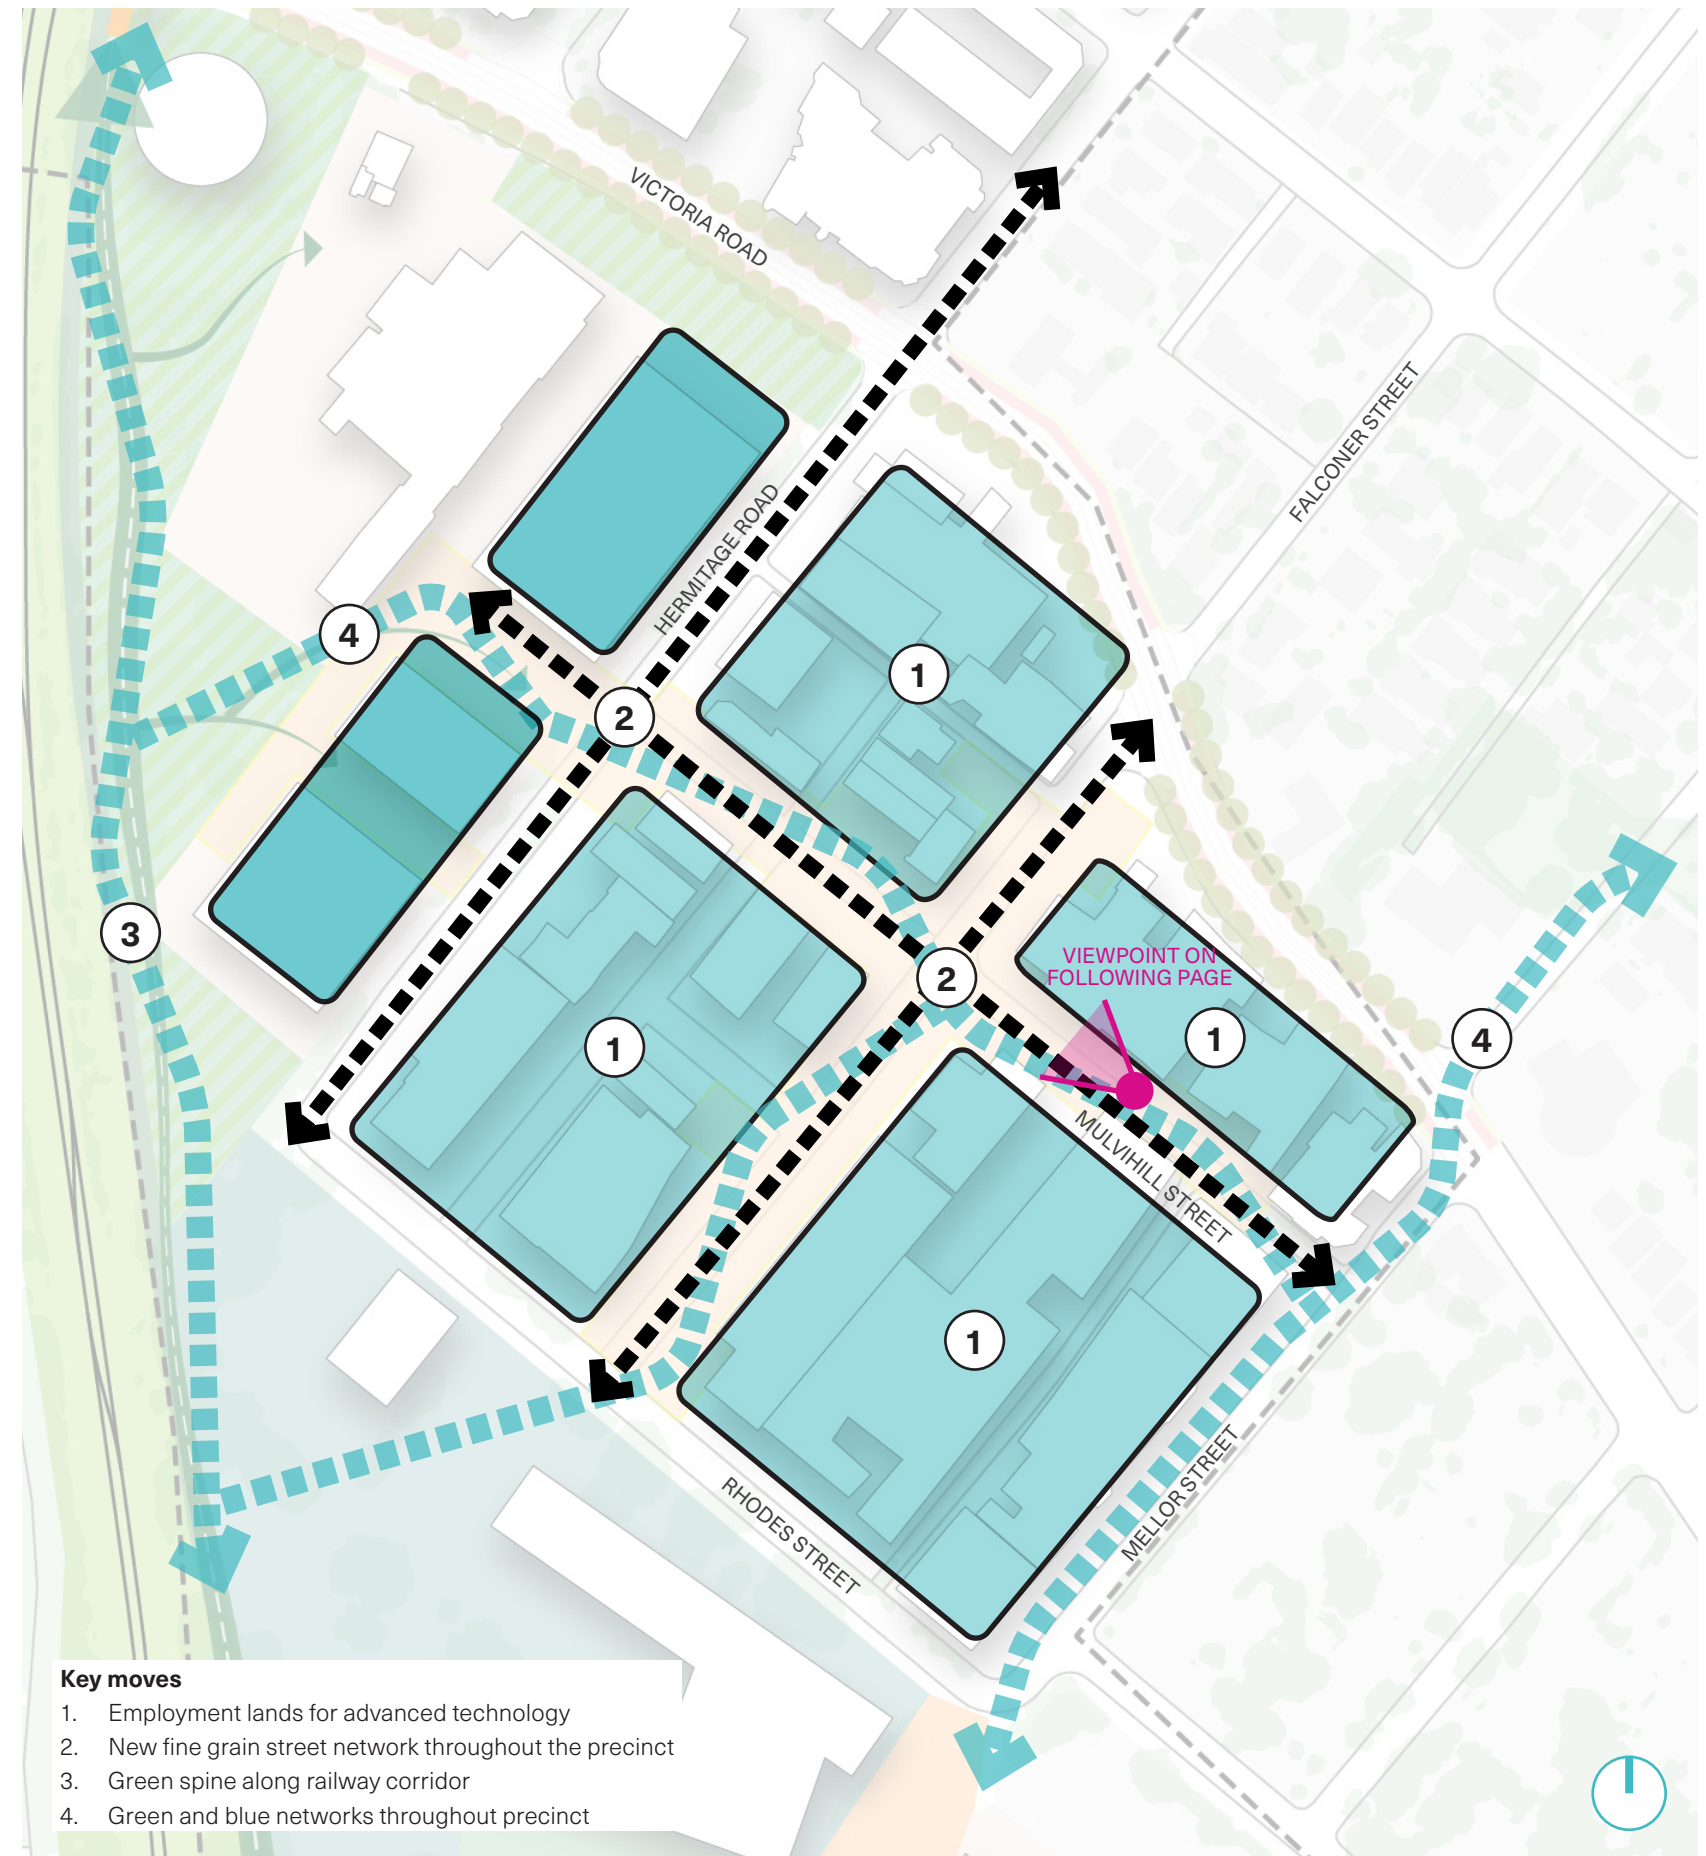 VICTORIA ROAD
FALCONER STREET
HERMITAGE ROAD
4
1
2
3
VIEWPOINT ON
FOLLOWING PAGE
2
1
4
1
MULVIHILL STREET
1
RHODES STREET
MELLOR STREET
Key moves
1. Employment lands for advanced technology
2. New fine grain street network throughout the precinct
3. Green spine along railway corridor
4. Green and blue networks throughout precinct